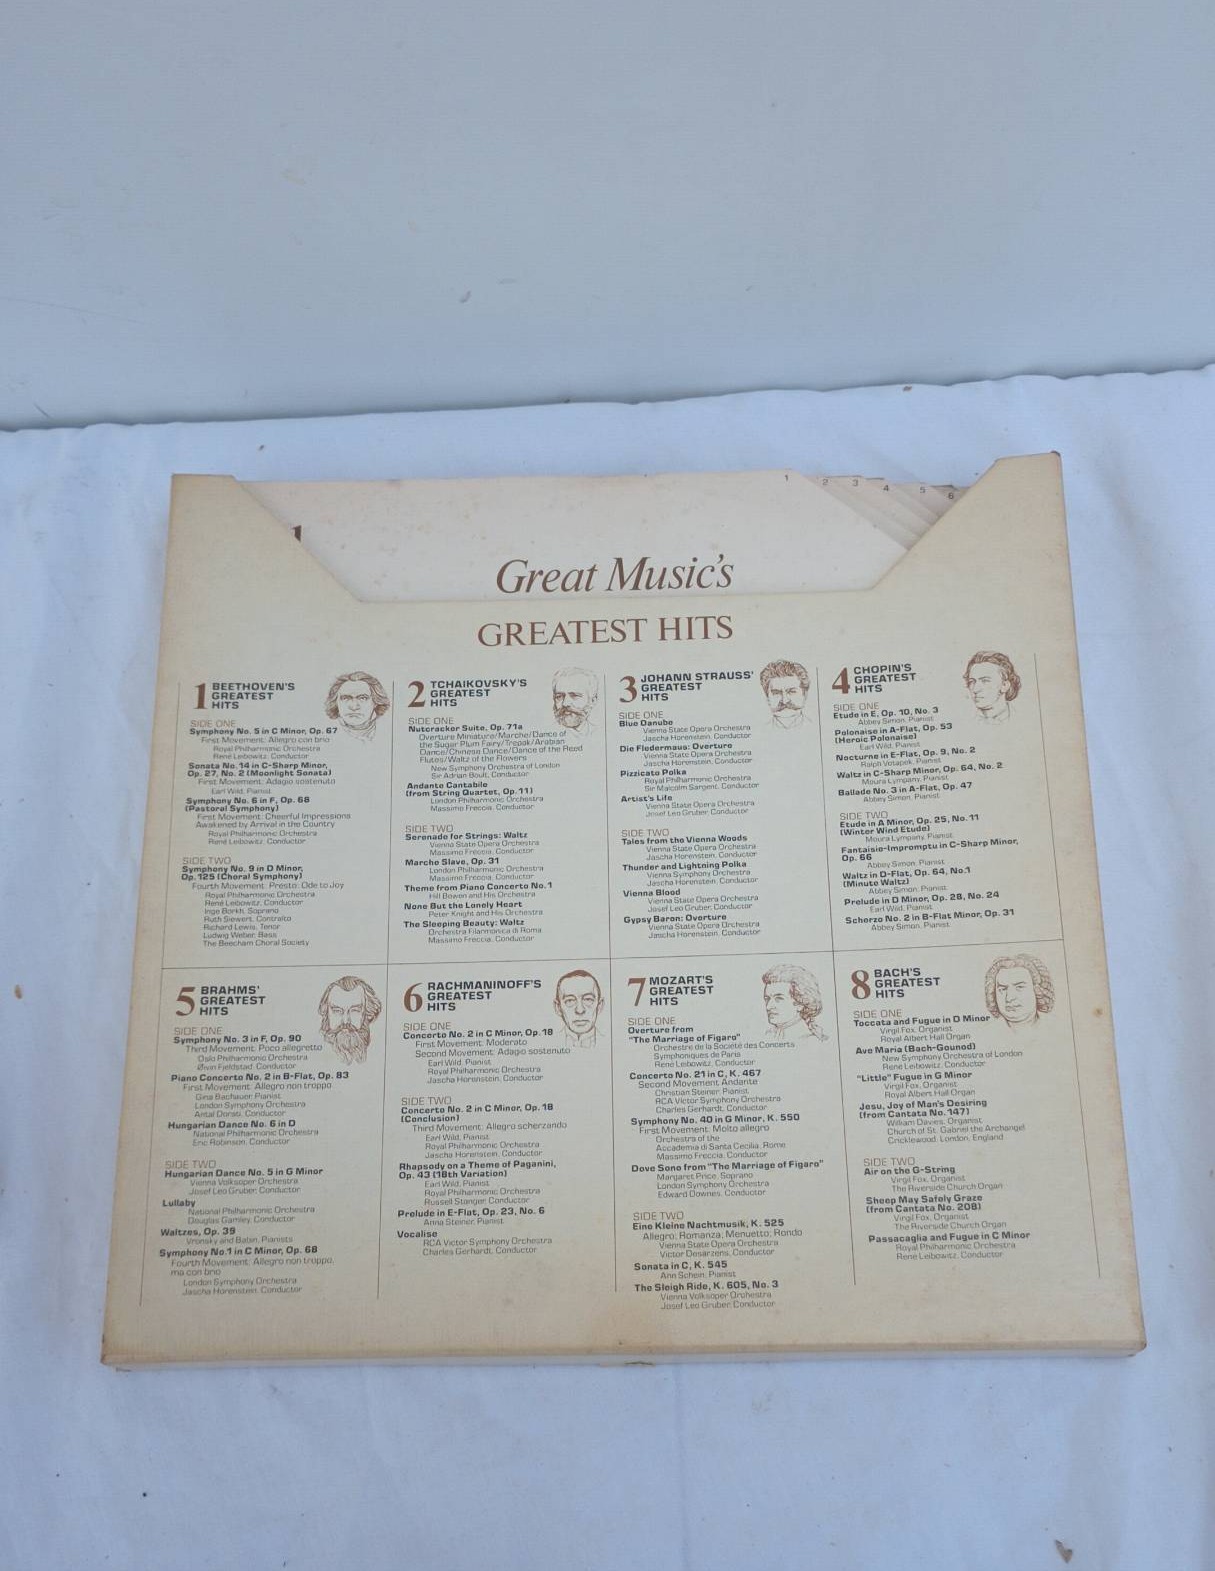 1
1 2 3 4 5 6
Great Music's
GREATEST HITS
1 BEETHOVEN'S
GREATEST
HITS
SIDE ONE
Symphony No. 5 in C Minor, Op. 67
First Movement: Allegro con brio
Royal Philharmonic Orchestra
René Leibowitz, Conductor
Sonata No. 14 in C-Sharp Minor,
Op. 27, No. 2 (Moonlight Sonata)
First Movement: Adagio sostenuto
Earl Wild, Pianist
Symphony No. 6 in F, Op. 68
(Pastoral Symphony)
First Movement: Cheerful Impressions
Awakened by Arrival in the Country
Royal Philharmonic Orchestra
René Leibowitz, Conductor
SIDE TWO
Symphony No. 9 in D Minor,
Op. 125 (Choral Symphony)
Fourth Movement: Presto: Ode to Joy
Royal Philharmonic Orchestra
René Leibowitz, Conductor
Inge Borkh, Soprano
Ruth Siewert, Contralto
Richard Lewis, Tenor
Ludwig Weber, Bass
The Beecham Choral Society
2 TCHAIKOVSKY'S
GREATEST
HITS
SIDE ONE
Nutcracker Suite, Op. 71a
Overture Miniature/Marche/Dance of
the Sugar Plum Fairy/Trepak/Arabian
Dance/Chinese Dance/Dance of the Reed
Flutes/Waltz of the Flowers
New Symphony Orchestra of London
Sir Adrian Boult, Conductor
Andante Cantabile
(from String Quartet, Op. 11)
London Philharmonic Orchestra
Massimo Freccia, Conductor
SIDE TWO
Serenade for Strings: Waltz
Vienna State Opera Orchestra
Massimo Freccia, Conductor
Marche Slave, Op. 31
London Philharmonic Orchestra
Massimo Freccia, Conductor
Theme from Piano Concerto No. 1
Hill Bowen and His Orchestra
None But the Lonely Heart
Peter Knight and His Orchestra
The Sleeping Beauty: Waltz
Orchestra Filarmonica di Roma
Massimo Freccia, Conductor
3 JOHANN STRAUSS'
GREATEST
HITS
SIDE ONE
Blue Danube
Vienna State Opera Orchestra
Jascha Horenstein, Conductor
Die Fledermaus: Overture
Vienna State Opera Orchestra
Jascha Horenstein, Conductor
Pizzicato Polka
Royal Philharmonic Orchestra
Sir Malcolm Sargent, Conductor
Artist's Life
Vienna State Opera Orchestra
Josef Leo Gruber, Conductor
SIDE TWO
Tales from the Vienna Woods
Vienna State Opera Orchestra
Jascha Horenstein, Conductor
Thunder and Lightning Polka
Vienna Symphony Orchestra
Jascha Horenstein, Conductor
Vienna Blood
Vienna State Opera Orchestra
Josef Leo Gruber, Conductor
Gypsy Baron: Overture
Vienna State Opera Orchestra
Jascha Horenstein, Conductor
4 CHOPIN'S
GREATEST
HITS
SIDE ONE
Etude in E, Op. 10, No. 3
Abbey Simon, Pianist
Polonaise in A-Flat, Op. 53
(Heroic Polonaise)
Earl Wild, Pianist
Nocturne in E-Flat, Op. 9, No. 2
Ralph Votapek, Pianist
Waltz in C-Sharp Minor, Op. 64, No. 2
Moura Lympany, Pianist
Ballade No. 3 in A-Flat, Op. 47
Abbey Simon, Pianist
SIDE TWO
Etude in A Minor, Op. 25, No. 11
(Winter Wind Etude)
Moura Lympany, Pianist
Fantaisie-Impromptu in C-Sharp Minor,
Op. 66
Abbey Simon, Pianist
Waltz in D-Flat, Op. 64, No.1
(Minute Waltz)
Abbey Simon, Pianist
Prelude in D Minor, Op. 28, No. 24
Earl Wild, Pianist
Scherzo No. 2 in B-Flat Minor, Op. 31
Abbey Simon, Pianist
5 BRAHMS'
GREATEST
HITS
SIDE ONE
Symphony No. 3 in F, Op. 90
Third Movement: Poco allegretto
Oslo Philharmonic Orchestra
Øivin Fjeldstad, Conductor
Piano Concerto No. 2 in B-Flat, Op. 83
First Movement: Allegro non troppo
Gina Bachauer, Pianist
London Symphony Orchestra
Antal Dorati, Conductor
Hungarian Dance No. 6 in D
National Philharmonic Orchestra
Eric Robinson, Conductor
SIDE TWO
Hungarian Dance No. 5 in G Minor
Vienna Volksoper Orchestra
Josef Leo Gruber, Conductor
Lullaby
National Philharmonic Orchestra
Douglas Gamley, Conductor
Waltzes, Op. 39
Vronsky and Babin, Pianists
Symphony No.1 in C Minor, Op. 68
Fourth Movement: Allegro non troppo,
ma con brio
London Symphony Orchestra
Jascha Horenstein, Conductor
6 RACHMANINOFF'S
GREATEST
HITS
SIDE ONE
Concerto No. 2 in C Minor, Op. 18
First Movement: Moderato
Second Movement: Adagio sostenuto
Earl Wild, Pianist
Royal Philharmonic Orchestra
Jascha Horenstein, Conductor
SIDE TWO
Concerto No. 2 in C Minor, Op. 18
(Conclusion)
Third Movement: Allegro scherzando
Earl Wild, Pianist
Royal Philharmonic Orchestra
Jascha Horenstein, Conductor
Rhapsody on a Theme of Paganini,
Op. 43 (18th Variation)
Earl Wild, Pianist
Royal Philharmonic Orchestra
Russell Stanger, Conductor
Prelude in E-Flat, Op. 23, No. 6
Anna Steiner, Pianist
Vocalise
RCA Victor Symphony Orchestra
Charles Gerhardt, Conductor
7 MOZART'S
GREATEST
HITS
SIDE ONE
Overture from
"The Marriage of Figaro"
Orchestre de la Société des Concerts
Symphoniques de Paris
René Leibowitz, Conductor
Concerto No. 21 in C, K. 467
Second Movement: Andante
Christian Steiner, Pianist
RCA Victor Symphony Orchestra
Charles Gerhardt, Conductor
Symphony No. 40 in G Minor, K. 550
First Movement: Molto allegro
Orchestra of the
Accademia di Santa Cecilia, Rome
Massimo Freccia, Conductor
Dove Sono from "The Marriage of Figaro"
Margaret Price, Soprano
London Symphony Orchestra
Edward Downes, Conductor
SIDE TWO
Eine Kleine Nachtmusik, K. 525
Allegro; Romanza; Menuetto; Rondo
Vienna State Opera Orchestra
Victor Desarzens, Conductor
Sonata in C, K. 545
Ann Schein, Pianist
The Sleigh Ride, K. 605, No. 3
Vienna Volksoper Orchestra
Josef Leo Gruber, Conductor
8 BACH'S
GREATEST
HITS
SIDE ONE
Toccata and Fugue in D Minor
Virgil Fox, Organist
Royal Albert Hall Organ
Ave Maria (Bach-Gounod)
New Symphony Orchestra of London
René Leibowitz, Conductor
"Little" Fugue in G Minor
Virgil Fox, Organist
Royal Albert Hall Organ
Jesu, Joy of Man's Desiring
(from Cantata No. 147)
William Davies, Organist
Church of St. Gabriel the Archangel
Cricklewood, London, England
SIDE TWO
Air on the G-String
Virgil Fox, Organist
The Riverside Church Organ
Sheep May Safely Graze
(from Cantata No. 208)
Virgil Fox, Organist
The Riverside Church Organ
Passacaglia and Fugue in C Minor
Royal Philharmonic Orchestra
René Leibowitz, Conductor